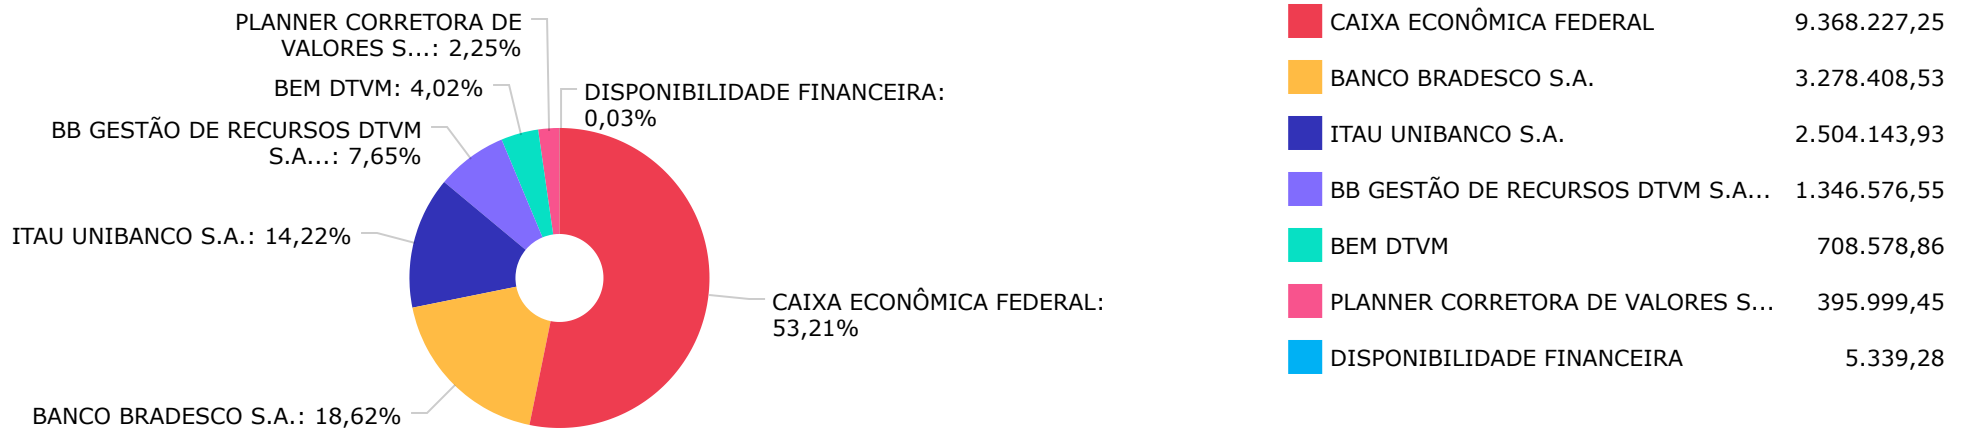 PLANNER CORRETORA DE
VALORES S...: 2,25%
BEM DTVM: 4,02%
DISPONIBILIDADE FINANCEIRA:
0,03%
BB GESTÃO DE RECURSOS DTVM
S.A...: 7,65%
ITAU UNIBANCO S.A.: 14,22%
CAIXA ECONÔMICA FEDERAL:
53,21%
BANCO BRADESCO S.A.: 18,62%
CAIXA ECONÔMICA FEDERAL 9.368.227,25
BANCO BRADESCO S.A. 3.278.408,53
ITAU UNIBANCO S.A. 2.504.143,93
BB GESTÃO DE RECURSOS DTVM S.A... 1.346.576,55
BEM DTVM 708.578,86
PLANNER CORRETORA DE VALORES S... 395.999,45
DISPONIBILIDADE FINANCEIRA 5.339,28